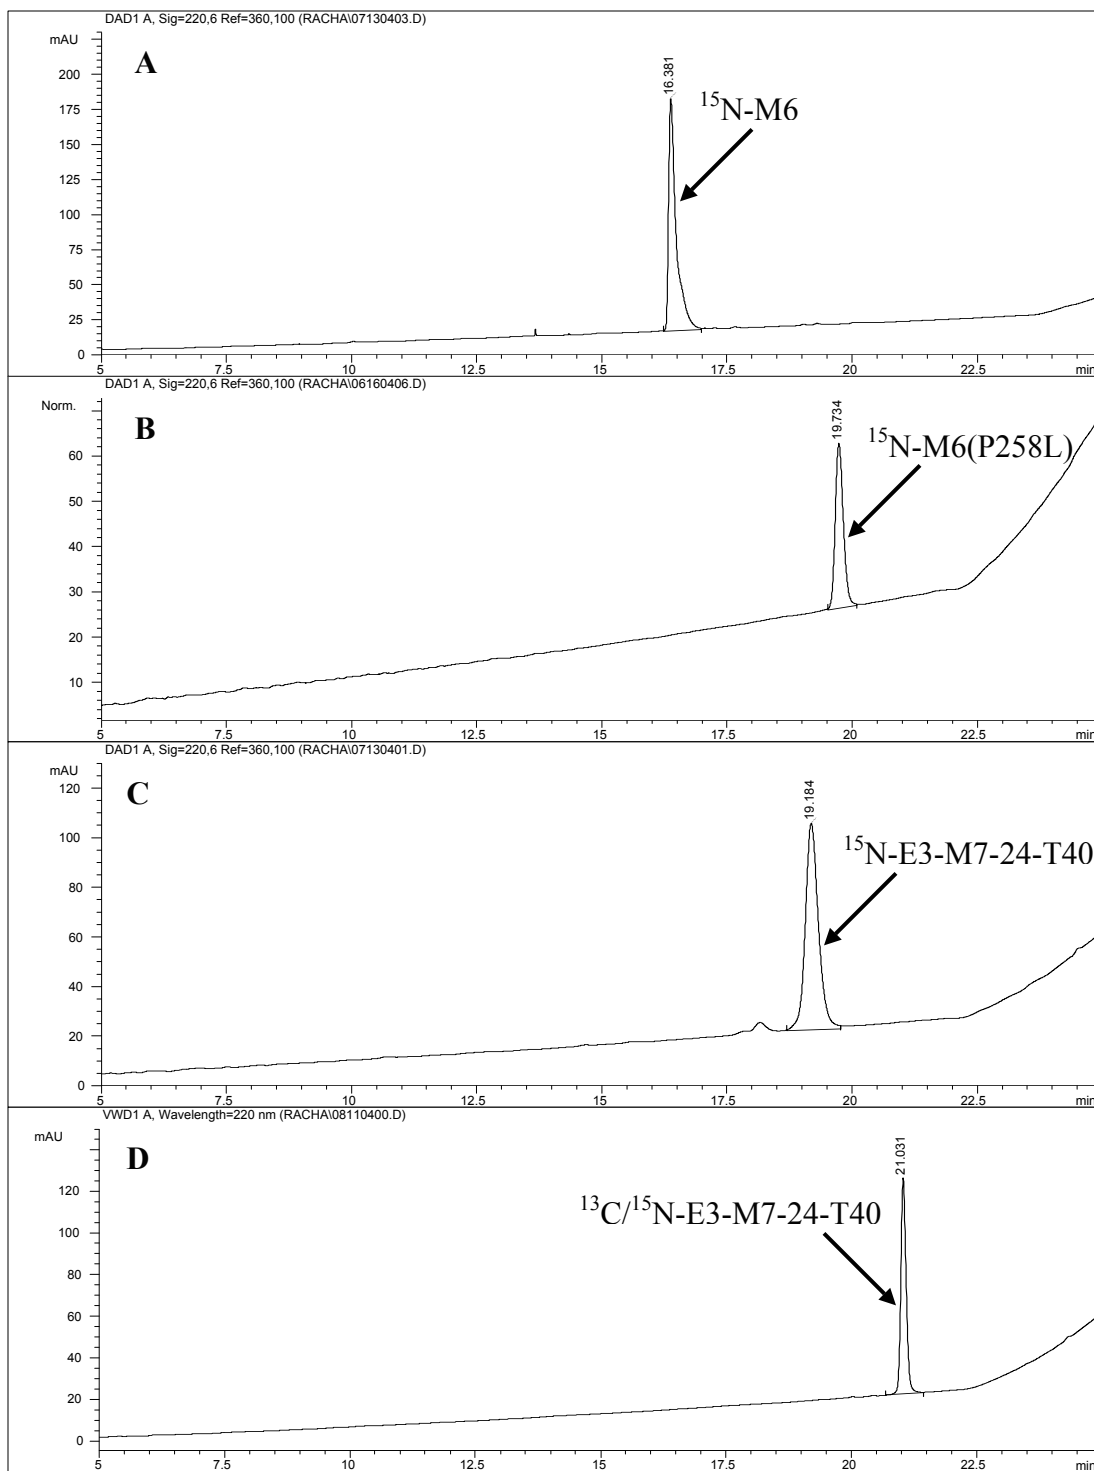 DAD1 A, Sig=220,6 Ref=360,100 (RACHA\07130403.D)
mAU
A
16.381
¹⁵N-M6
200
175
150
125
100
75
50
25
0
5 7.5 10 12.5 15 17.5 20 22.5 min
DAD1 A, Sig=220,6 Ref=360,100 (RACHA\06160406.D)
Norm.
B
19.734
¹⁵N-M6(P258L)
60
50
40
30
20
10
5 7.5 10 12.5 15 17.5 20 22.5 min
DAD1 A, Sig=220,6 Ref=360,100 (RACHA\07130401.D)
mAU
C
19.184
¹⁵N-E3-M7-24-T40
120
100
80
60
40
20
0
5 7.5 10 12.5 15 17.5 20 22.5 min
VWD1 A, Wavelength=220 nm (RACHA\08110400.D)
mAU
D
21.031
¹³C/¹⁵N-E3-M7-24-T40
120
100
80
60
40
20
0
5 7.5 10 12.5 15 17.5 20 22.5 min